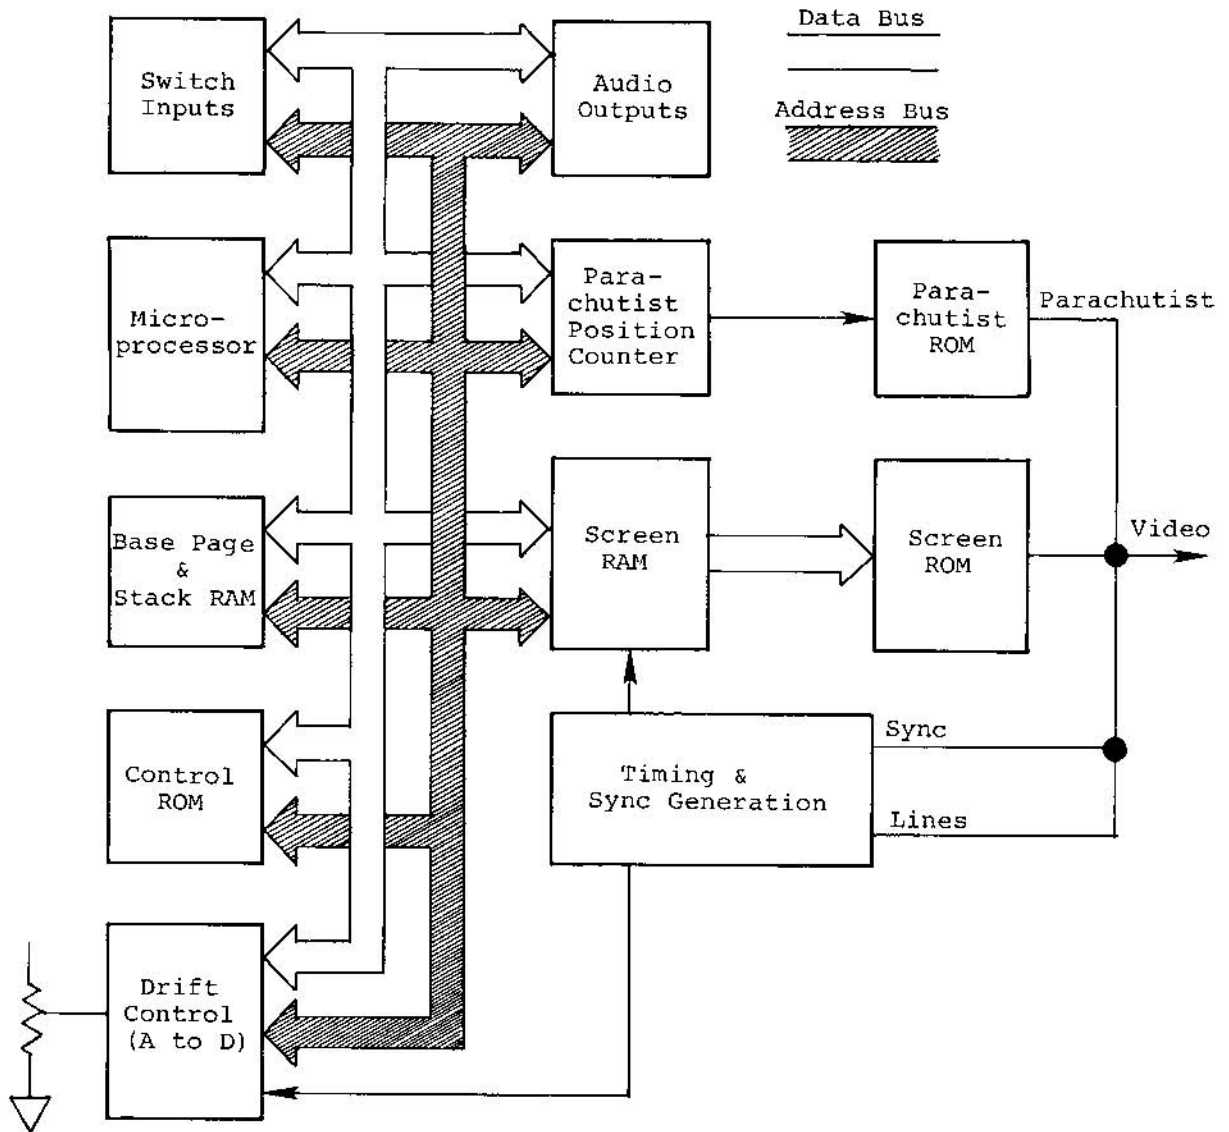 Data Bus
Switch
Inputs
Audio
Outputs
Address Bus
Micro-
processor
Para-
chutist
Position
Counter
Para-
chutist
ROM
Parachutist
Base Page
&
Stack RAM
Screen
RAM
Screen
ROM
Video
Control
ROM
Timing &
Sync Generation
Sync
Lines
Drift
Control
(A to D)